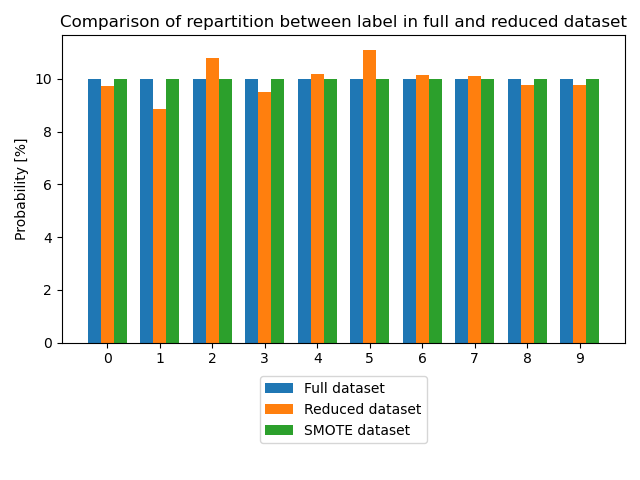 Comparison of repartition between label in full and reduced dataset
Probability [%]
10
8
6
4
2
0
0 1 2 3 4 5 6 7 8 9
Full dataset
Reduced dataset
SMOTE dataset